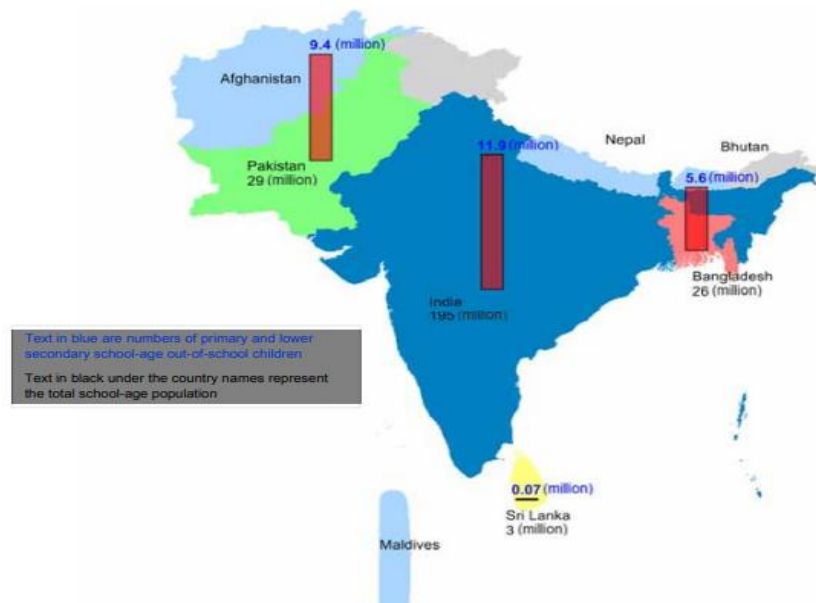 9.4 (million)
Afghanistan
Pakistan
29 (million)
11.9 (million)
Nepal
Bhutan
5.6 (million)
Bangladesh
26 (million)
India
195 (million)
Text in blue are numbers of primary and lower
secondary school-age out-of-school children
Text in black under the country names represent
the total school-age population
0.07 (million)
Sri Lanka
3 (million)
Maldives